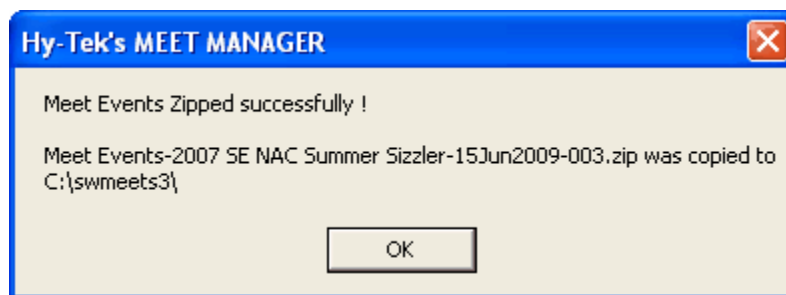 Hy-Tek's MEET MANAGER
Meet Events Zipped successfully !
Meet Events-2007 SE NAC Summer Sizzler-15Jun2009-003.zip was copied to
C:\swmeets3\
OK